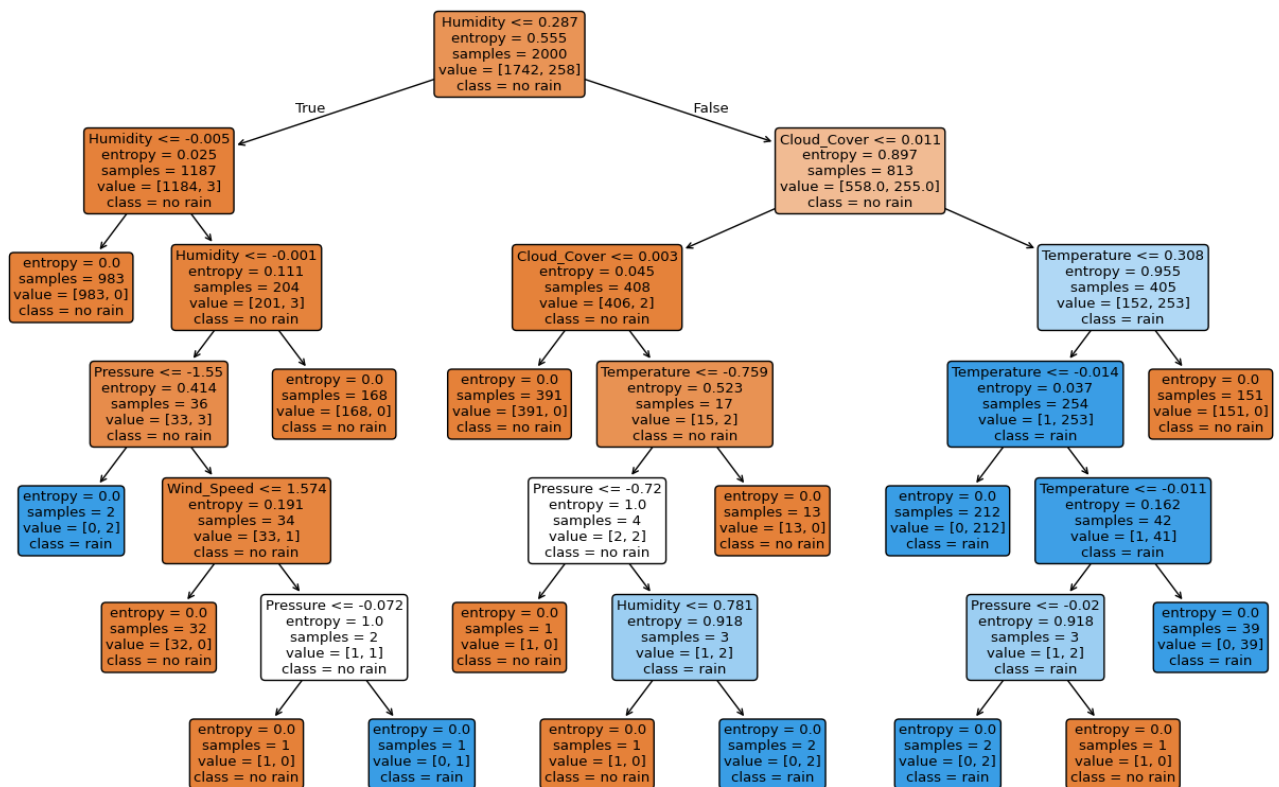 Humidity <= 0.287
entropy = 0.555
samples = 2000
value = [1742, 258]
class = no rain
True
False
Humidity <= -0.005
entropy = 0.025
samples = 1187
value = [1184, 3]
class = no rain
Cloud_Cover <= 0.011
entropy = 0.897
samples = 813
value = [558.0, 255.0]
class = no rain
entropy = 0.0
samples = 983
value = [983, 0]
class = no rain
Humidity <= -0.001
entropy = 0.111
samples = 204
value = [201, 3]
class = no rain
Cloud_Cover <= 0.003
entropy = 0.045
samples = 408
value = [406, 2]
class = no rain
Temperature <= 0.308
entropy = 0.955
samples = 405
value = [152, 253]
class = rain
Pressure <= -1.55
entropy = 0.414
samples = 36
value = [33, 3]
class = no rain
entropy = 0.0
samples = 168
value = [168, 0]
class = no rain
entropy = 0.0
samples = 391
value = [391, 0]
class = no rain
Temperature <= -0.759
entropy = 0.523
samples = 17
value = [15, 2]
class = no rain
Temperature <= -0.014
entropy = 0.037
samples = 254
value = [1, 253]
class = rain
entropy = 0.0
samples = 151
value = [151, 0]
class = no rain
entropy = 0.0
samples = 2
value = [0, 2]
class = rain
Wind_Speed <= 1.574
entropy = 0.191
samples = 34
value = [33, 1]
class = no rain
Pressure <= -0.72
entropy = 1.0
samples = 4
value = [2, 2]
class = no rain
entropy = 0.0
samples = 13
value = [13, 0]
class = no rain
entropy = 0.0
samples = 212
value = [0, 212]
class = rain
Temperature <= -0.011
entropy = 0.162
samples = 42
value = [1, 41]
class = rain
entropy = 0.0
samples = 32
value = [32, 0]
class = no rain
Pressure <= -0.072
entropy = 1.0
samples = 2
value = [1, 1]
class = no rain
entropy = 0.0
samples = 1
value = [1, 0]
class = no rain
Humidity <= 0.781
entropy = 0.918
samples = 3
value = [1, 2]
class = rain
Pressure <= -0.02
entropy = 0.918
samples = 3
value = [1, 2]
class = rain
entropy = 0.0
samples = 39
value = [0, 39]
class = rain
entropy = 0.0
samples = 1
value = [1, 0]
class = no rain
entropy = 0.0
samples = 1
value = [0, 1]
class = rain
entropy = 0.0
samples = 1
value = [1, 0]
class = no rain
entropy = 0.0
samples = 2
value = [0, 2]
class = rain
entropy = 0.0
samples = 2
value = [0, 2]
class = rain
entropy = 0.0
samples = 1
value = [1, 0]
class = no rain